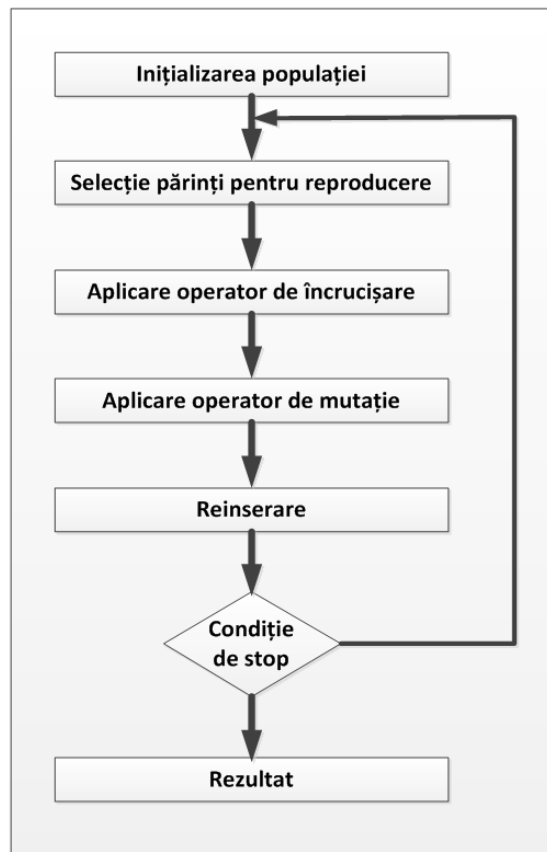 Inițializarea populației
Selecție părinți pentru reproducere
Aplicare operator de încrucișare
Aplicare operator de mutație
Reinserare
Condiție
de stop
Rezultat